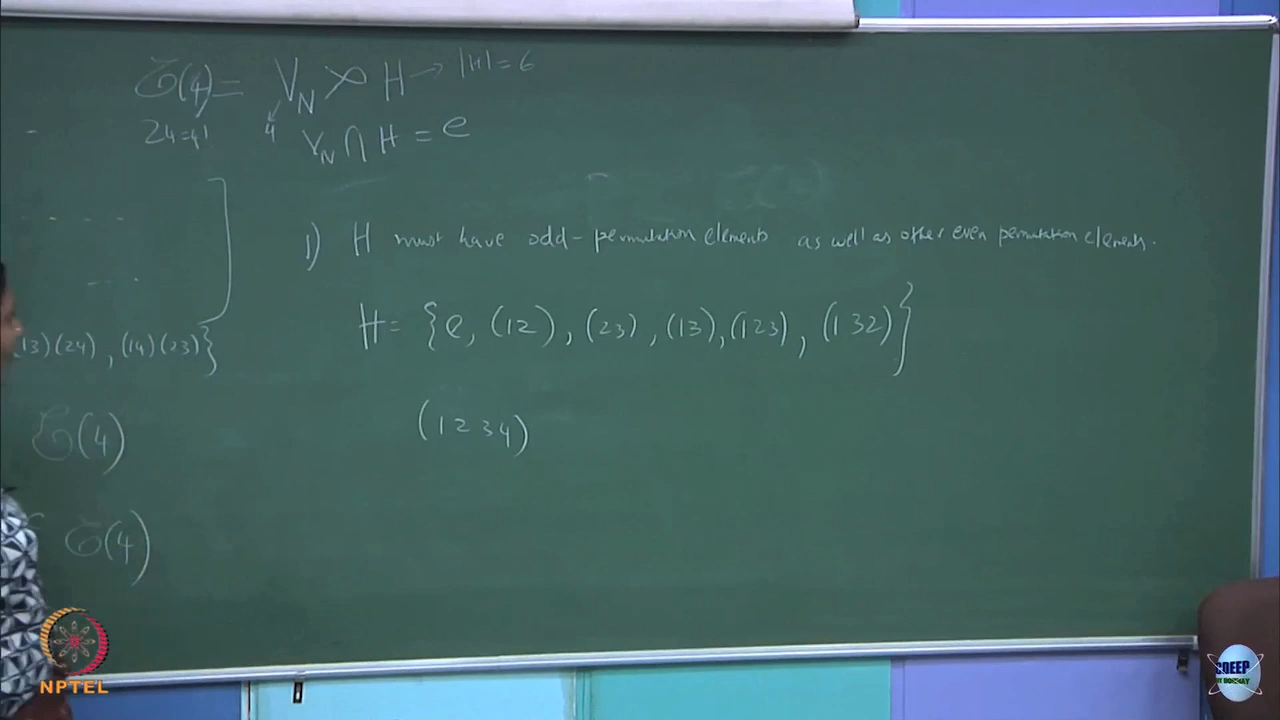 𝔖(4) = V_N ⋊ H → |H| = 6
24=4! 4 V_N ∩ H = e
1) H must have odd-permutation elements as well as other even permutation elements.
H = {e, (12), (23), (13), (123), (132)}
13)(24), (14)(23)}
(1234)
𝔖(4)
𝔖(4)
NPTEL